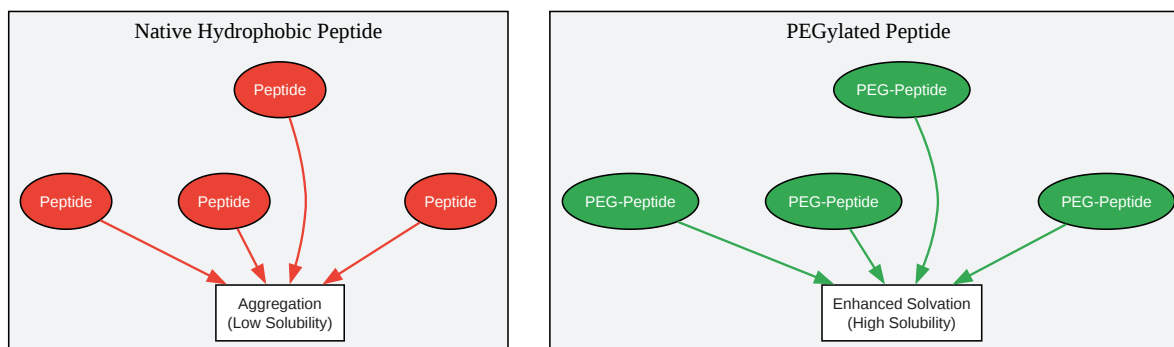 Native Hydrophobic Peptide
Peptide
Peptide
Peptide
Peptide
Aggregation
(Low Solubility)
PEGylated Peptide
PEG-Peptide
PEG-Peptide
PEG-Peptide
PEG-Peptide
Enhanced Solvation
(High Solubility)